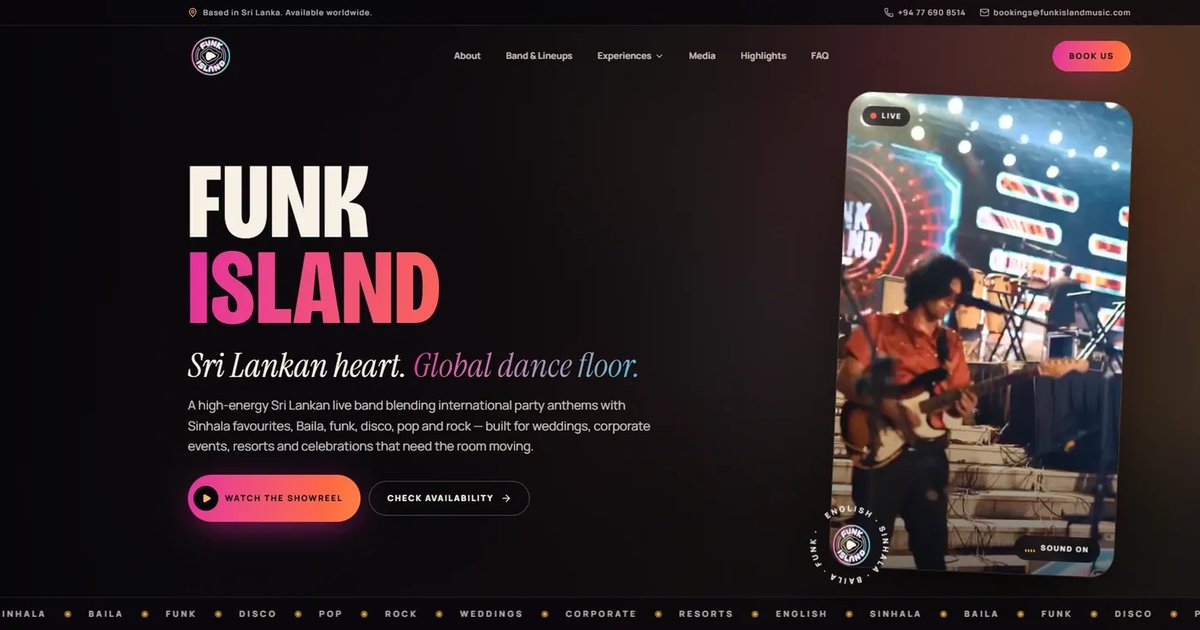 Based in Sri Lanka. Available worldwide.
+94 77 690 8514
bookings@funkislandmusic.com
FUNK ISLAND
About
Band & Lineups
Experiences
Media
Highlights
FAQ
BOOK US
LIVE
FUNK
ISLAND
Sri Lankan heart. Global dance floor.
A high-energy Sri Lankan live band blending international party anthems with
Sinhala favourites, Baila, funk, disco, pop and rock — built for weddings, corporate
events, resorts and celebrations that need the room moving.
WATCH THE SHOWREEL
CHECK AVAILABILITY
ENGLISH · SINHALA · BAILA · FUNK ·
FUNK ISLAND
SOUND ON
BAILA FUNK DISCO POP ROCK WEDDINGS CORPORATE RESORTS ENGLISH SINHALA BAILA FUNK DISCO